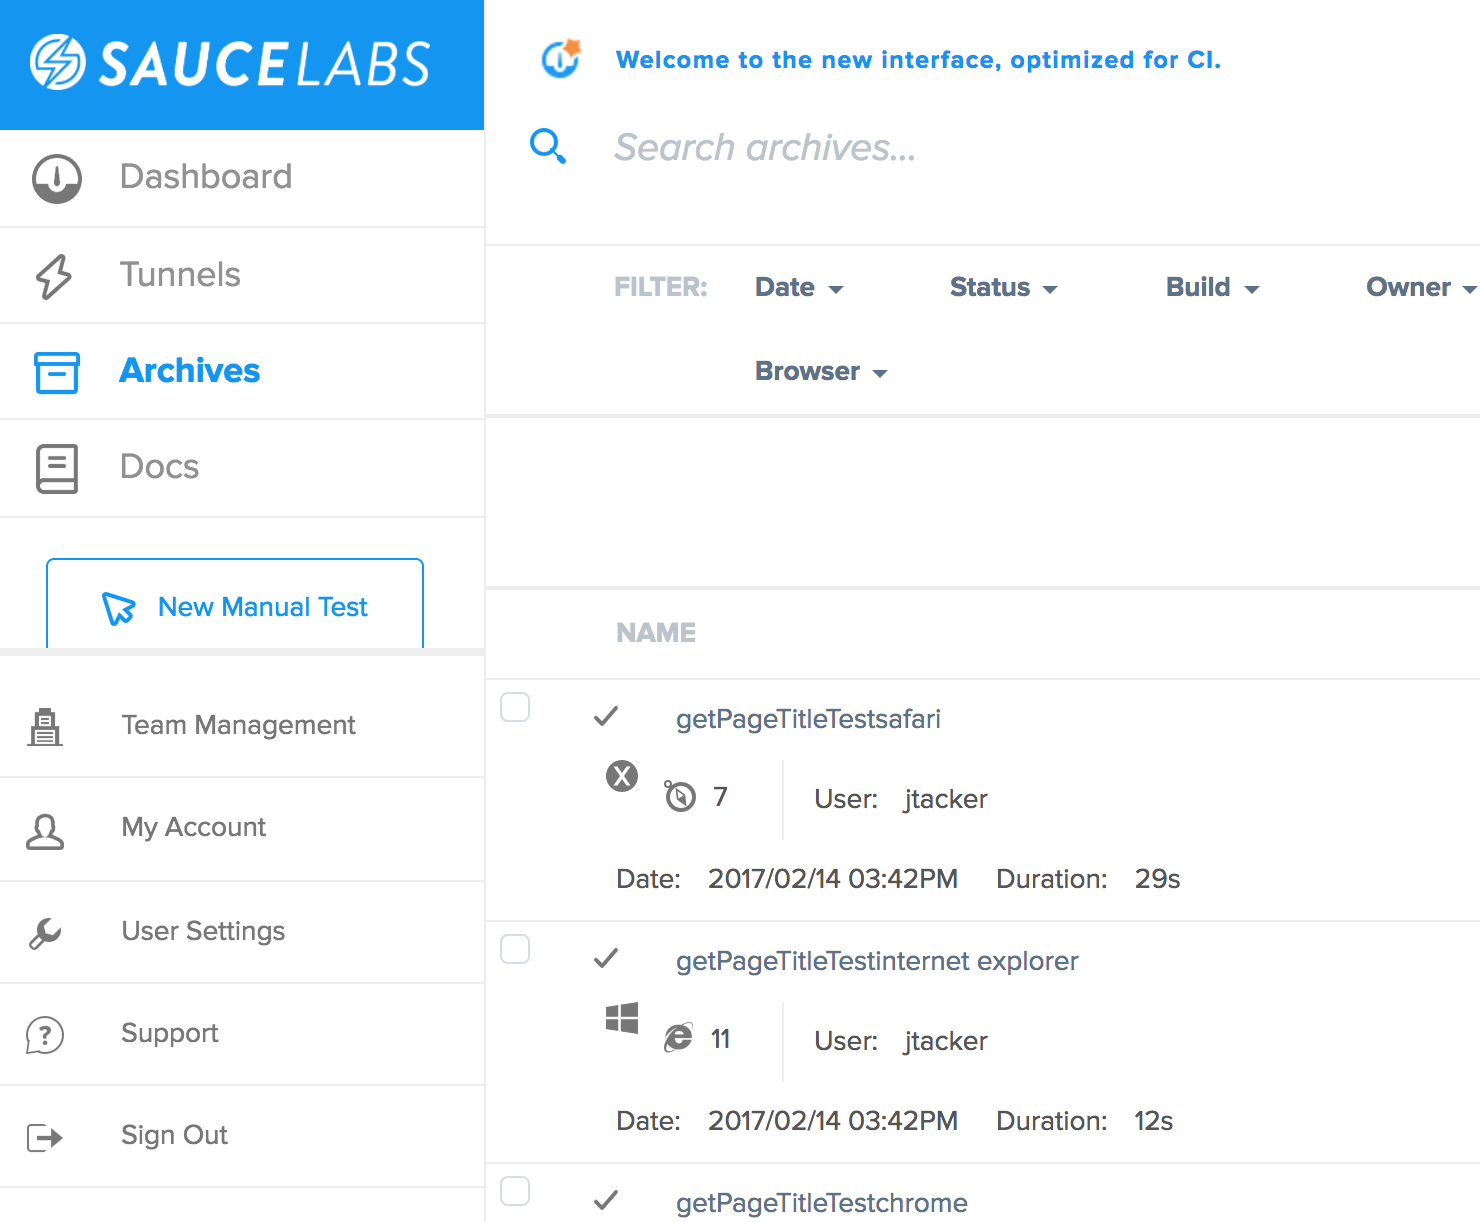 SAUCELABS
Dashboard
Tunnels
Archives
Docs
New Manual Test
Team Management
My Account
User Settings
Support
Sign Out
Welcome to the new interface, optimized for CI.
Search archives...
FILTER: Date Status Build Owner
Browser
NAME
getPageTitleTestsafari
X 7 User: jtacker
Date: 2017/02/14 03:42PM Duration: 29s
getPageTitleTestinternet explorer
11 User: jtacker
Date: 2017/02/14 03:42PM Duration: 12s
getPageTitleTestchrome